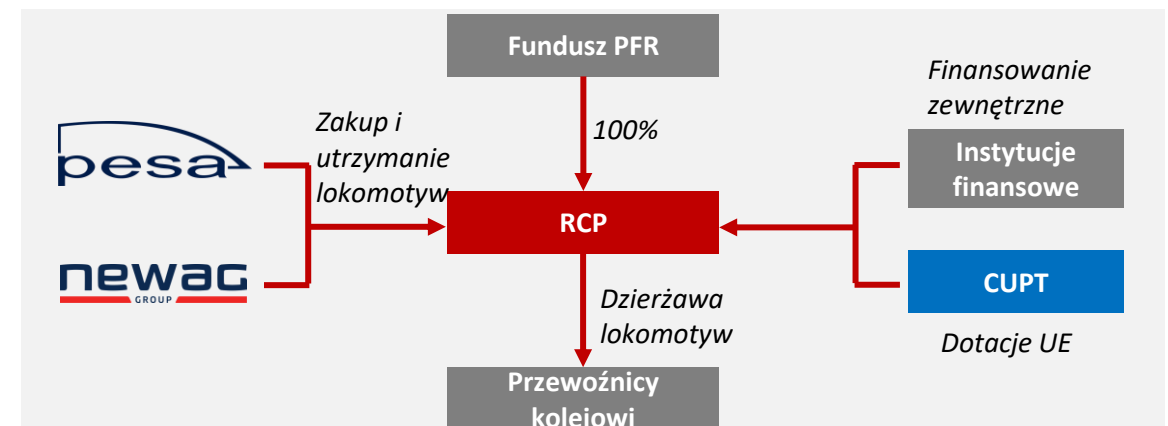 Fundusz PFR
Finansowanie
zewnętrzne
Zakup i
utrzymanie
lokomotyw
100%
pesa
Instytucje
finansowe
RCP
newag
GROUP
CUPT
Dzierżawa
lokomotyw
Dotacje UE
Przewoźnicy
kolejowi